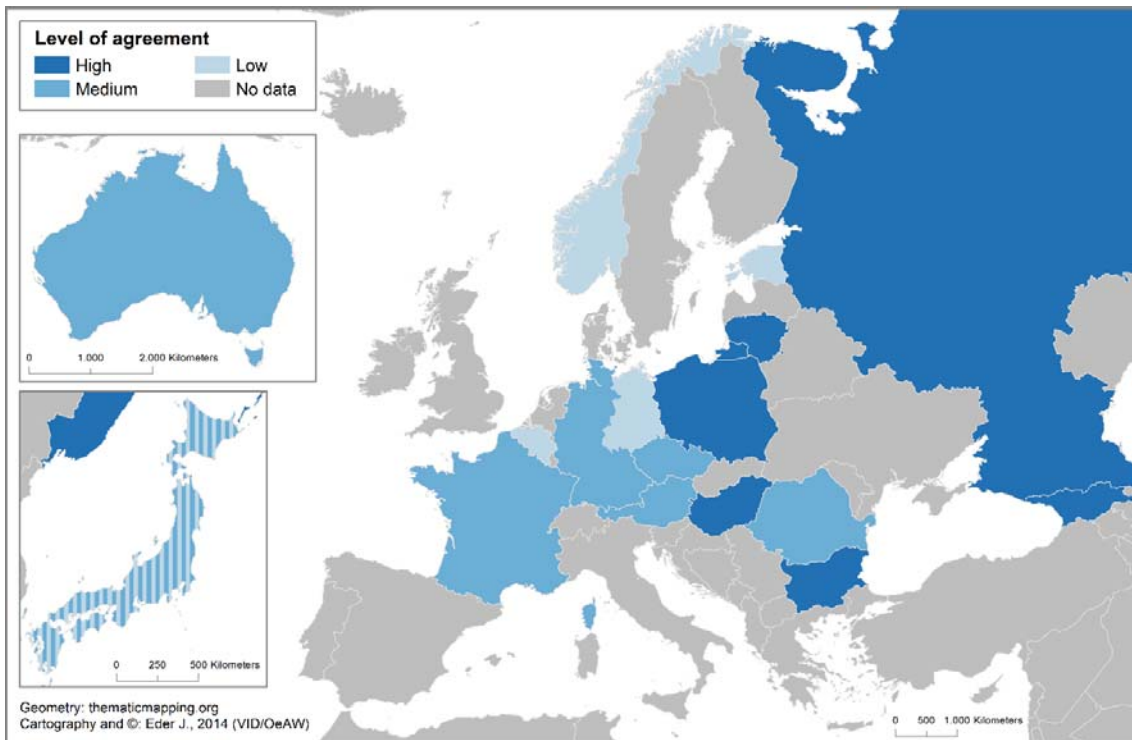 Level of agreement
High Low
Medium No data
0 1.000 2.000 Kilometers
0 250 500 Kilometers
Geometry: thematicmapping.org
Cartography and ©: Eder J., 2014 (VID/OeAW)
0 500 1.000 Kilometers